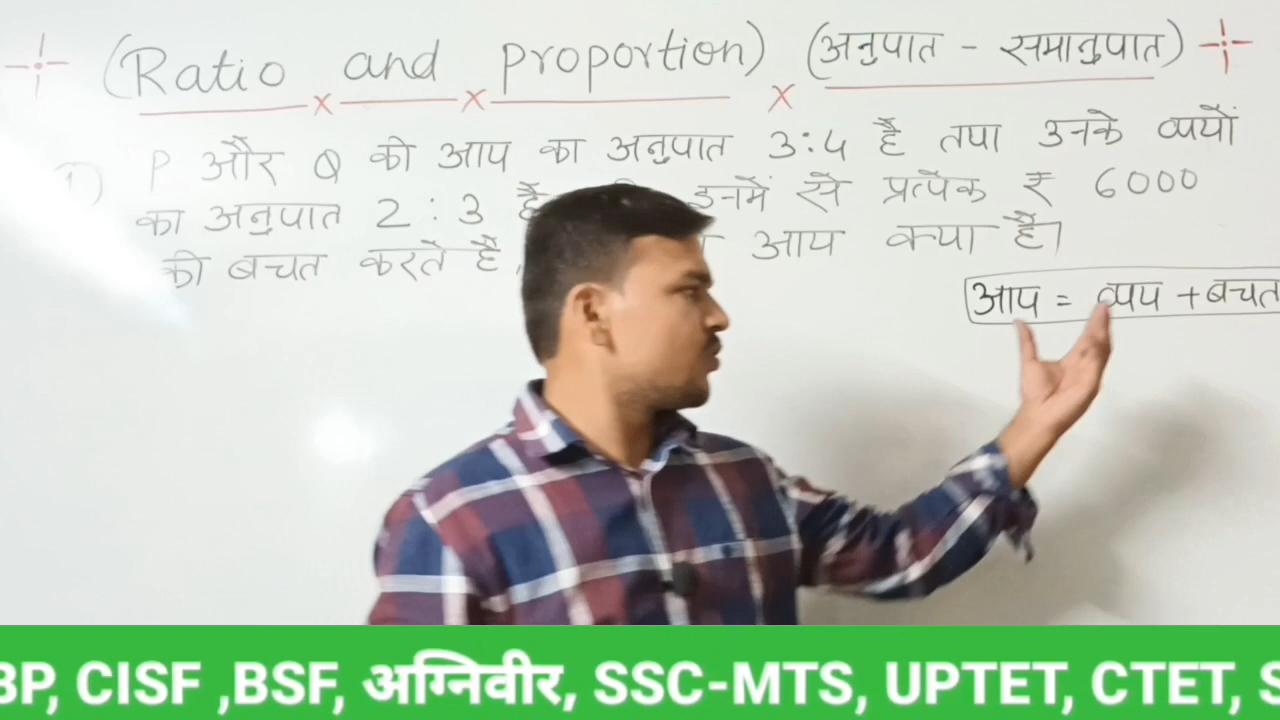 (Ratio and proportion) (अनुपात - समानुपात)
1) P और Q की आय का अनुपात 3:4 है तथा उनके व्ययों
का अनुपात 2:3 है इनमें से प्रत्येक ₹ 6000
की बचत करते हैं, आय क्या है।
आय = व्यय + बचत
BP, CISF ,BSF, अग्निवीर, SSC-MTS, UPTET, CTET, S